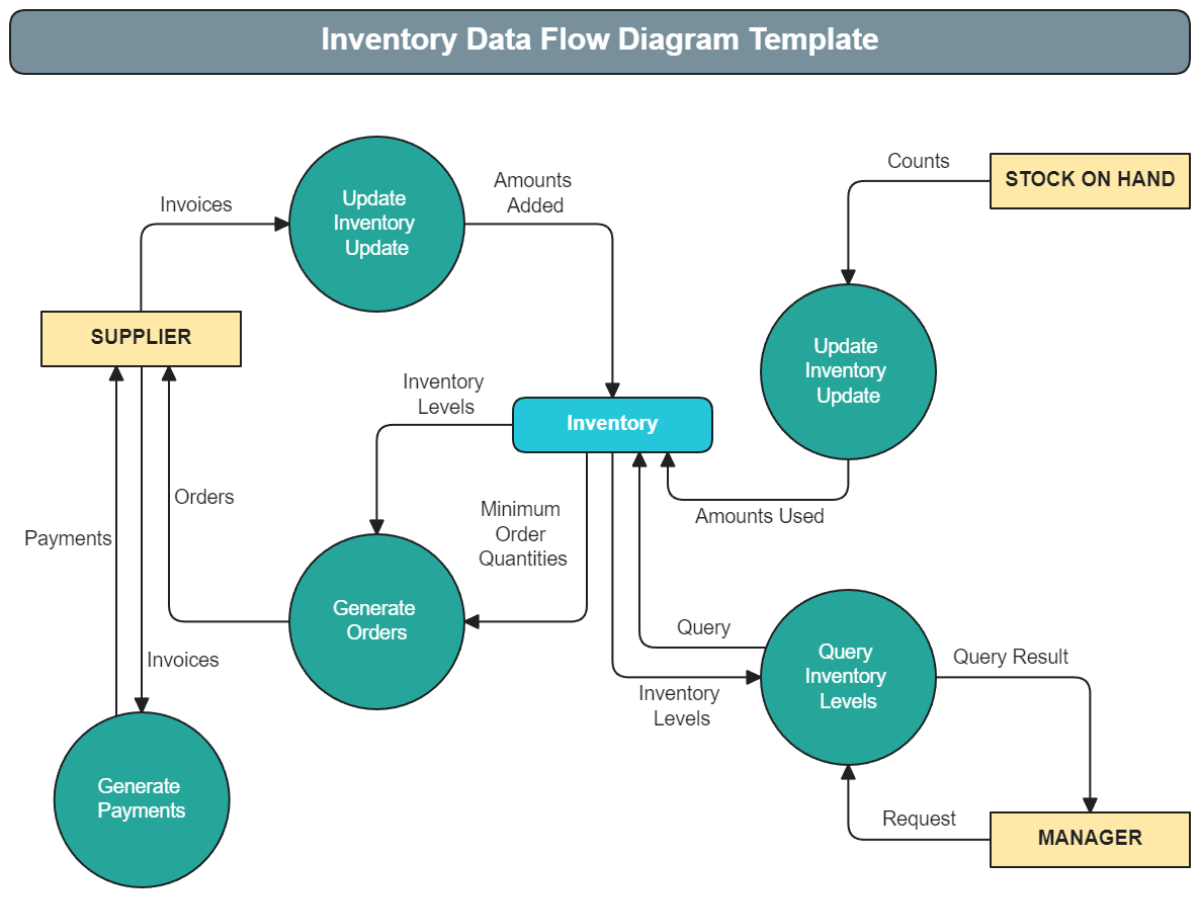 Inventory Data Flow Diagram Template
Counts
STOCK ON HAND
Amounts
Added
Invoices
Update
Inventory
Update
SUPPLIER
Update
Inventory
Update
Inventory
Levels
Inventory
Orders
Minimum
Order
Quantities
Amounts Used
Payments
Generate
Orders
Query
Invoices
Query
Inventory
Levels
Query Result
Inventory
Levels
Generate
Payments
Request
MANAGER